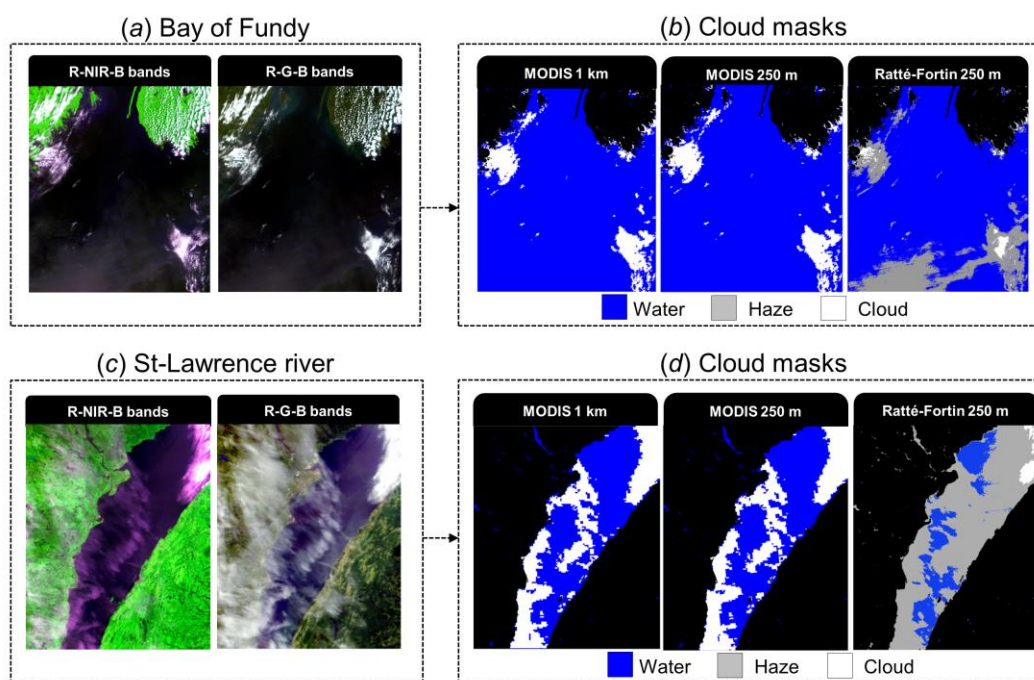 (a) Bay of Fundy
(b) Cloud masks
R-NIR-B bands
R-G-B bands
MODIS 1 km
MODIS 250 m
Ratté-Fortin 250 m
Water
Haze
Cloud
(c) St-Lawrence river
(d) Cloud masks
R-NIR-B bands
R-G-B bands
MODIS 1 km
MODIS 250 m
Ratté-Fortin 250 m
Water
Haze
Cloud